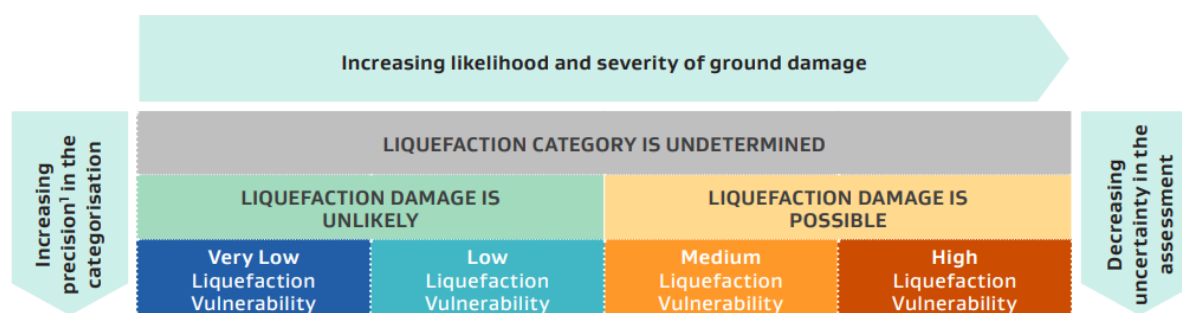 Increasing likelihood and severity of ground damage
Increasing
precision¹ in the
categorisation
LIQUEFACTION CATEGORY IS UNDETERMINED
LIQUEFACTION DAMAGE IS
UNLIKELY
LIQUEFACTION DAMAGE IS
POSSIBLE
Very Low
Liquefaction
Vulnerability
Low
Liquefaction
Vulnerability
Medium
Liquefaction
Vulnerability
High
Liquefaction
Vulnerability
Decreasing
uncertainty in the
assessment